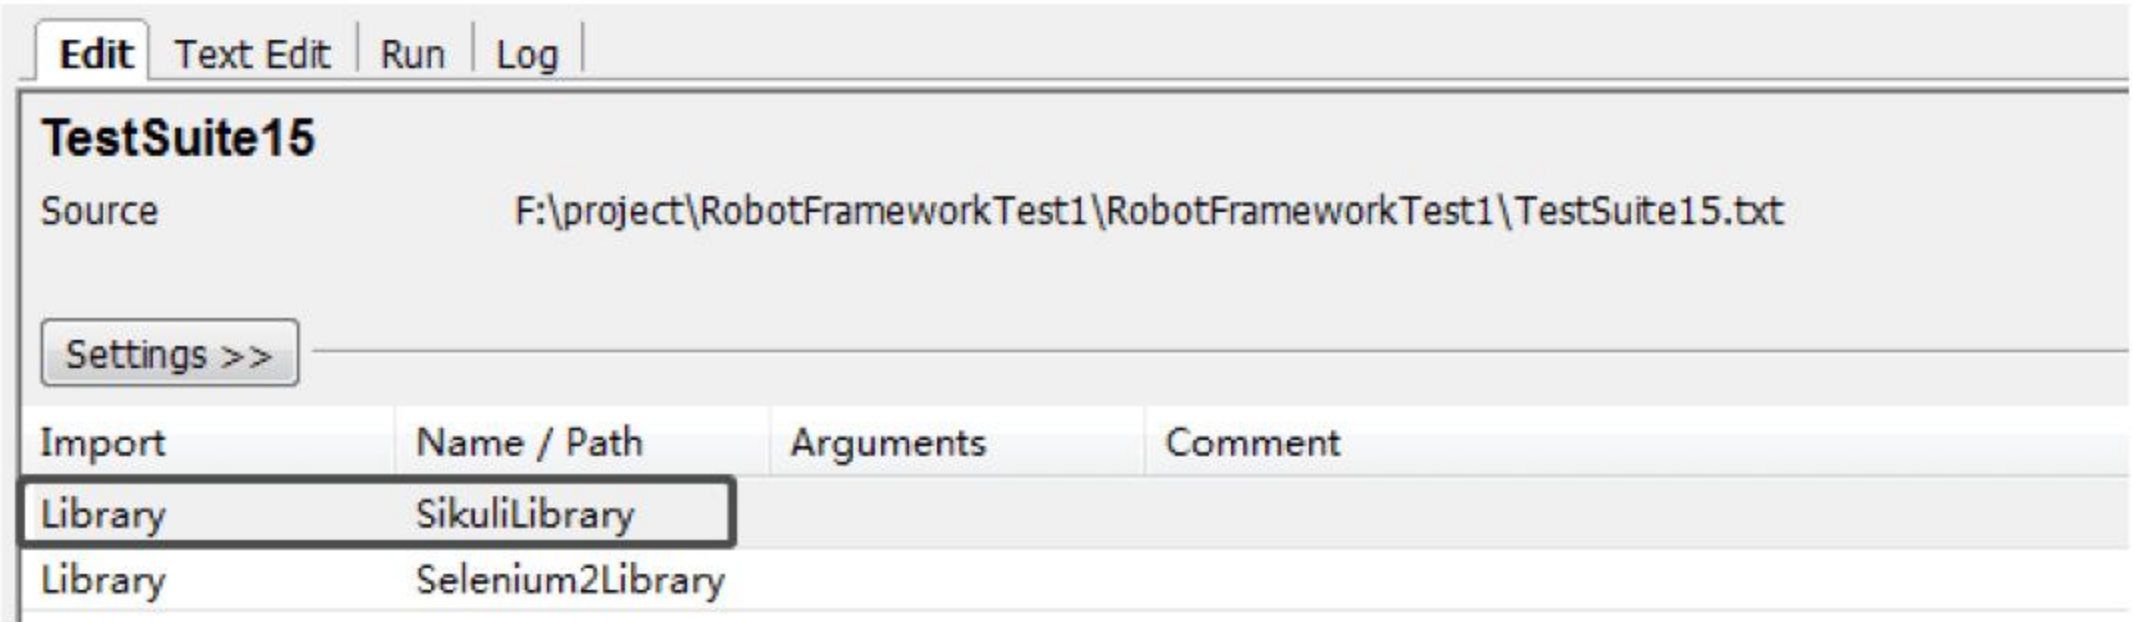 Edit Text Edit Run Log
TestSuite15
Source F:\project\RobotFrameworkTest1\RobotFrameworkTest1\TestSuite15.txt
Settings >>
Import Name / Path Arguments Comment
Library SikuliLibrary
Library Selenium2Library